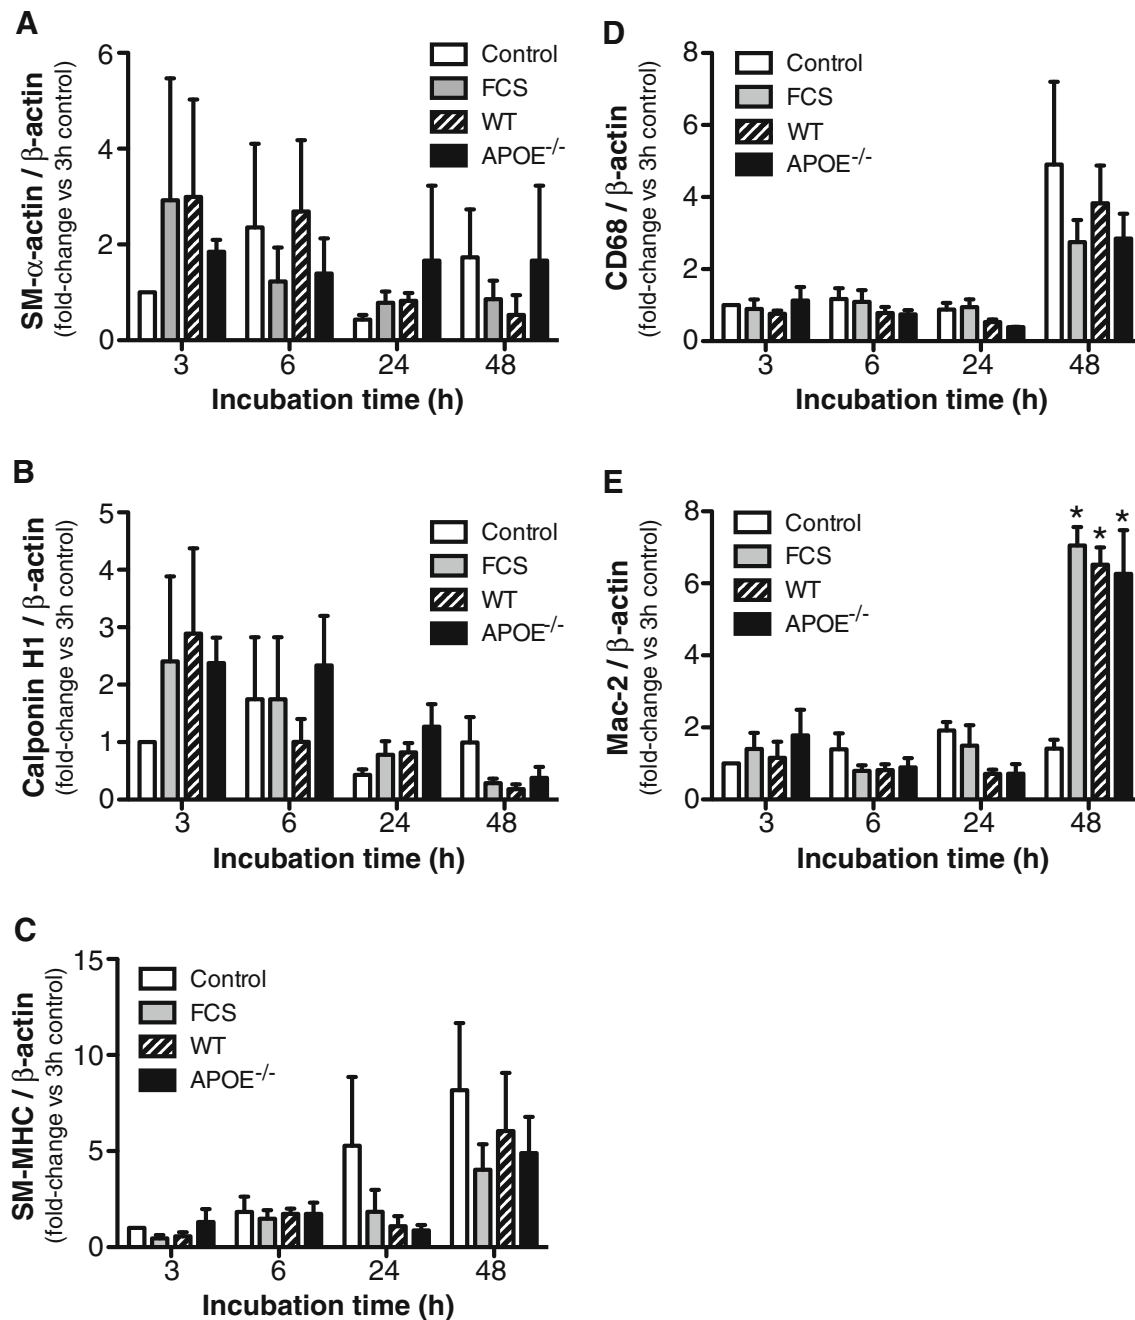 A
SM-α-actin / β-actin
(fold-change vs 3h control)
6
4
2
0
Control
FCS
WT
APOE-/-
3 6 24 48
Incubation time (h)
B
Calponin H1 / β-actin
(fold-change vs 3h control)
5
4
3
2
1
0
Control
FCS
WT
APOE-/-
3 6 24 48
Incubation time (h)
C
SM-MHC / β-actin
(fold-change vs 3h control)
15
10
5
0
Control
FCS
WT
APOE-/-
3 6 24 48
Incubation time (h)
D
CD68 / β-actin
(fold-change vs 3h control)
8
6
4
2
0
Control
FCS
WT
APOE-/-
3 6 24 48
Incubation time (h)
E
Mac-2 / β-actin
(fold-change vs 3h control)
8
6
4
2
0
Control
FCS
WT
APOE-/-
* * *
3 6 24 48
Incubation time (h)